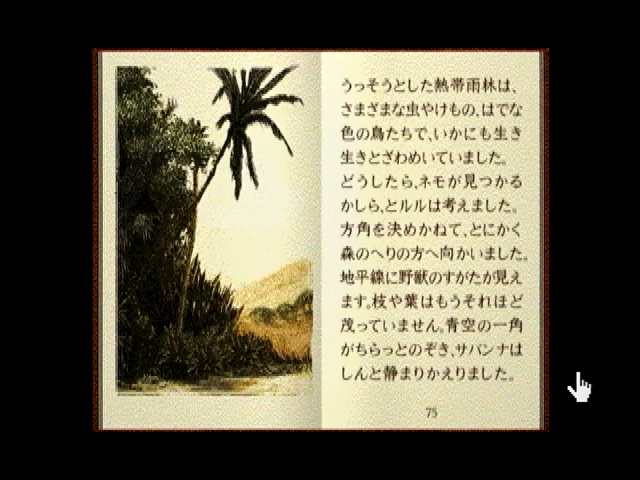 うっそうとした熱帯雨林は、
さまざまな虫やけもの、はでな
色の鳥たちで、いかにも生き
生きとざわめいていました。
どうしたら、ネモが見つかる
かしら、とルルは考えました。
方角を決めかねて、とにかく
森のへりの方へ向かいました。
地平線に野獣のすがたが見え
ます。枝や葉はもうそれほど
茂っていません。青空の一角
がちらっとのぞき、サバンナは
しんと静まりかえりました。
75